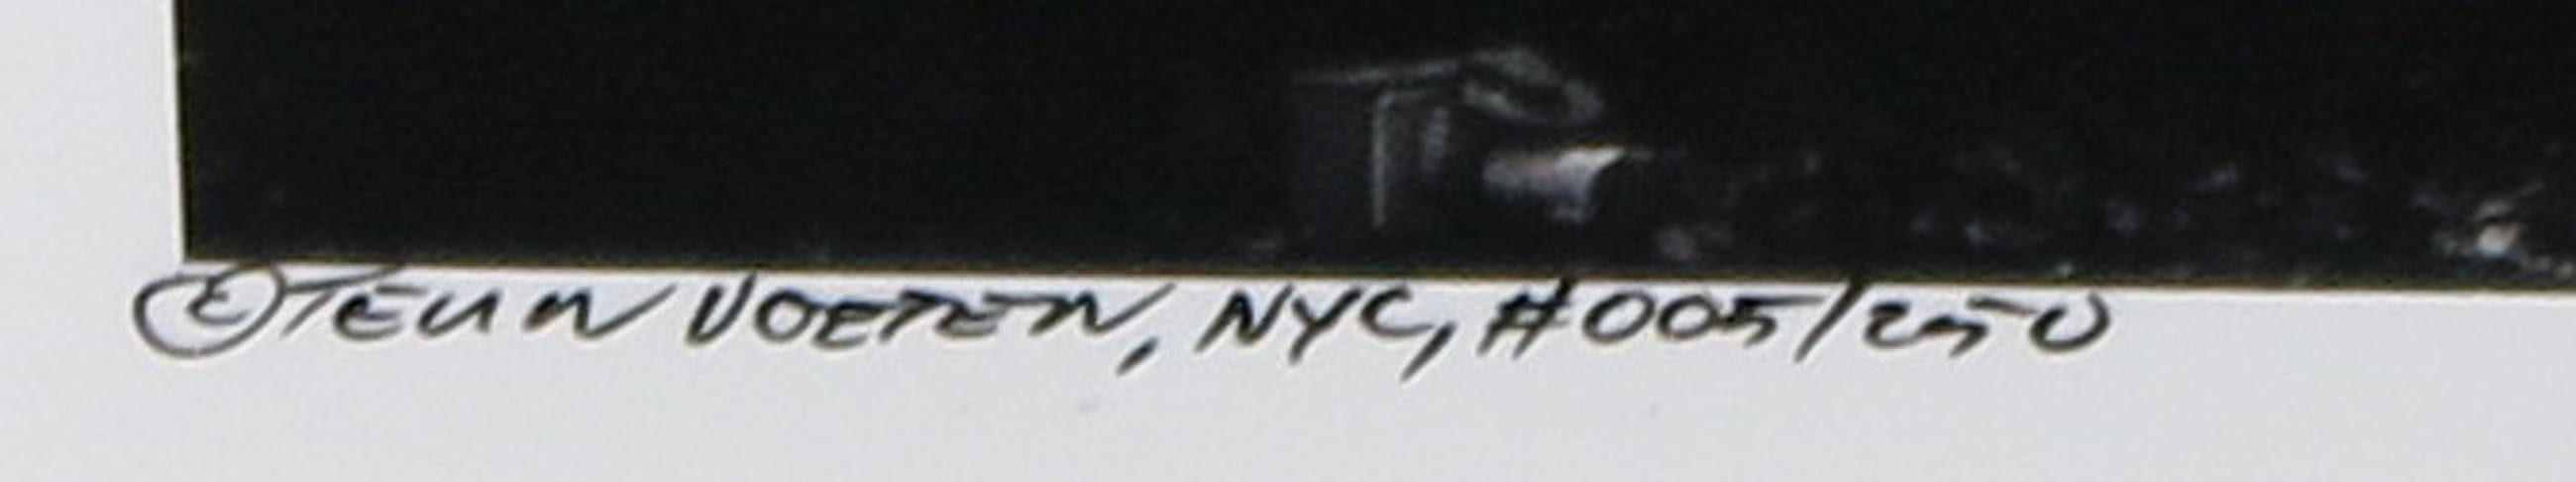 ©TEUN VOETEN, NYC, #005/250